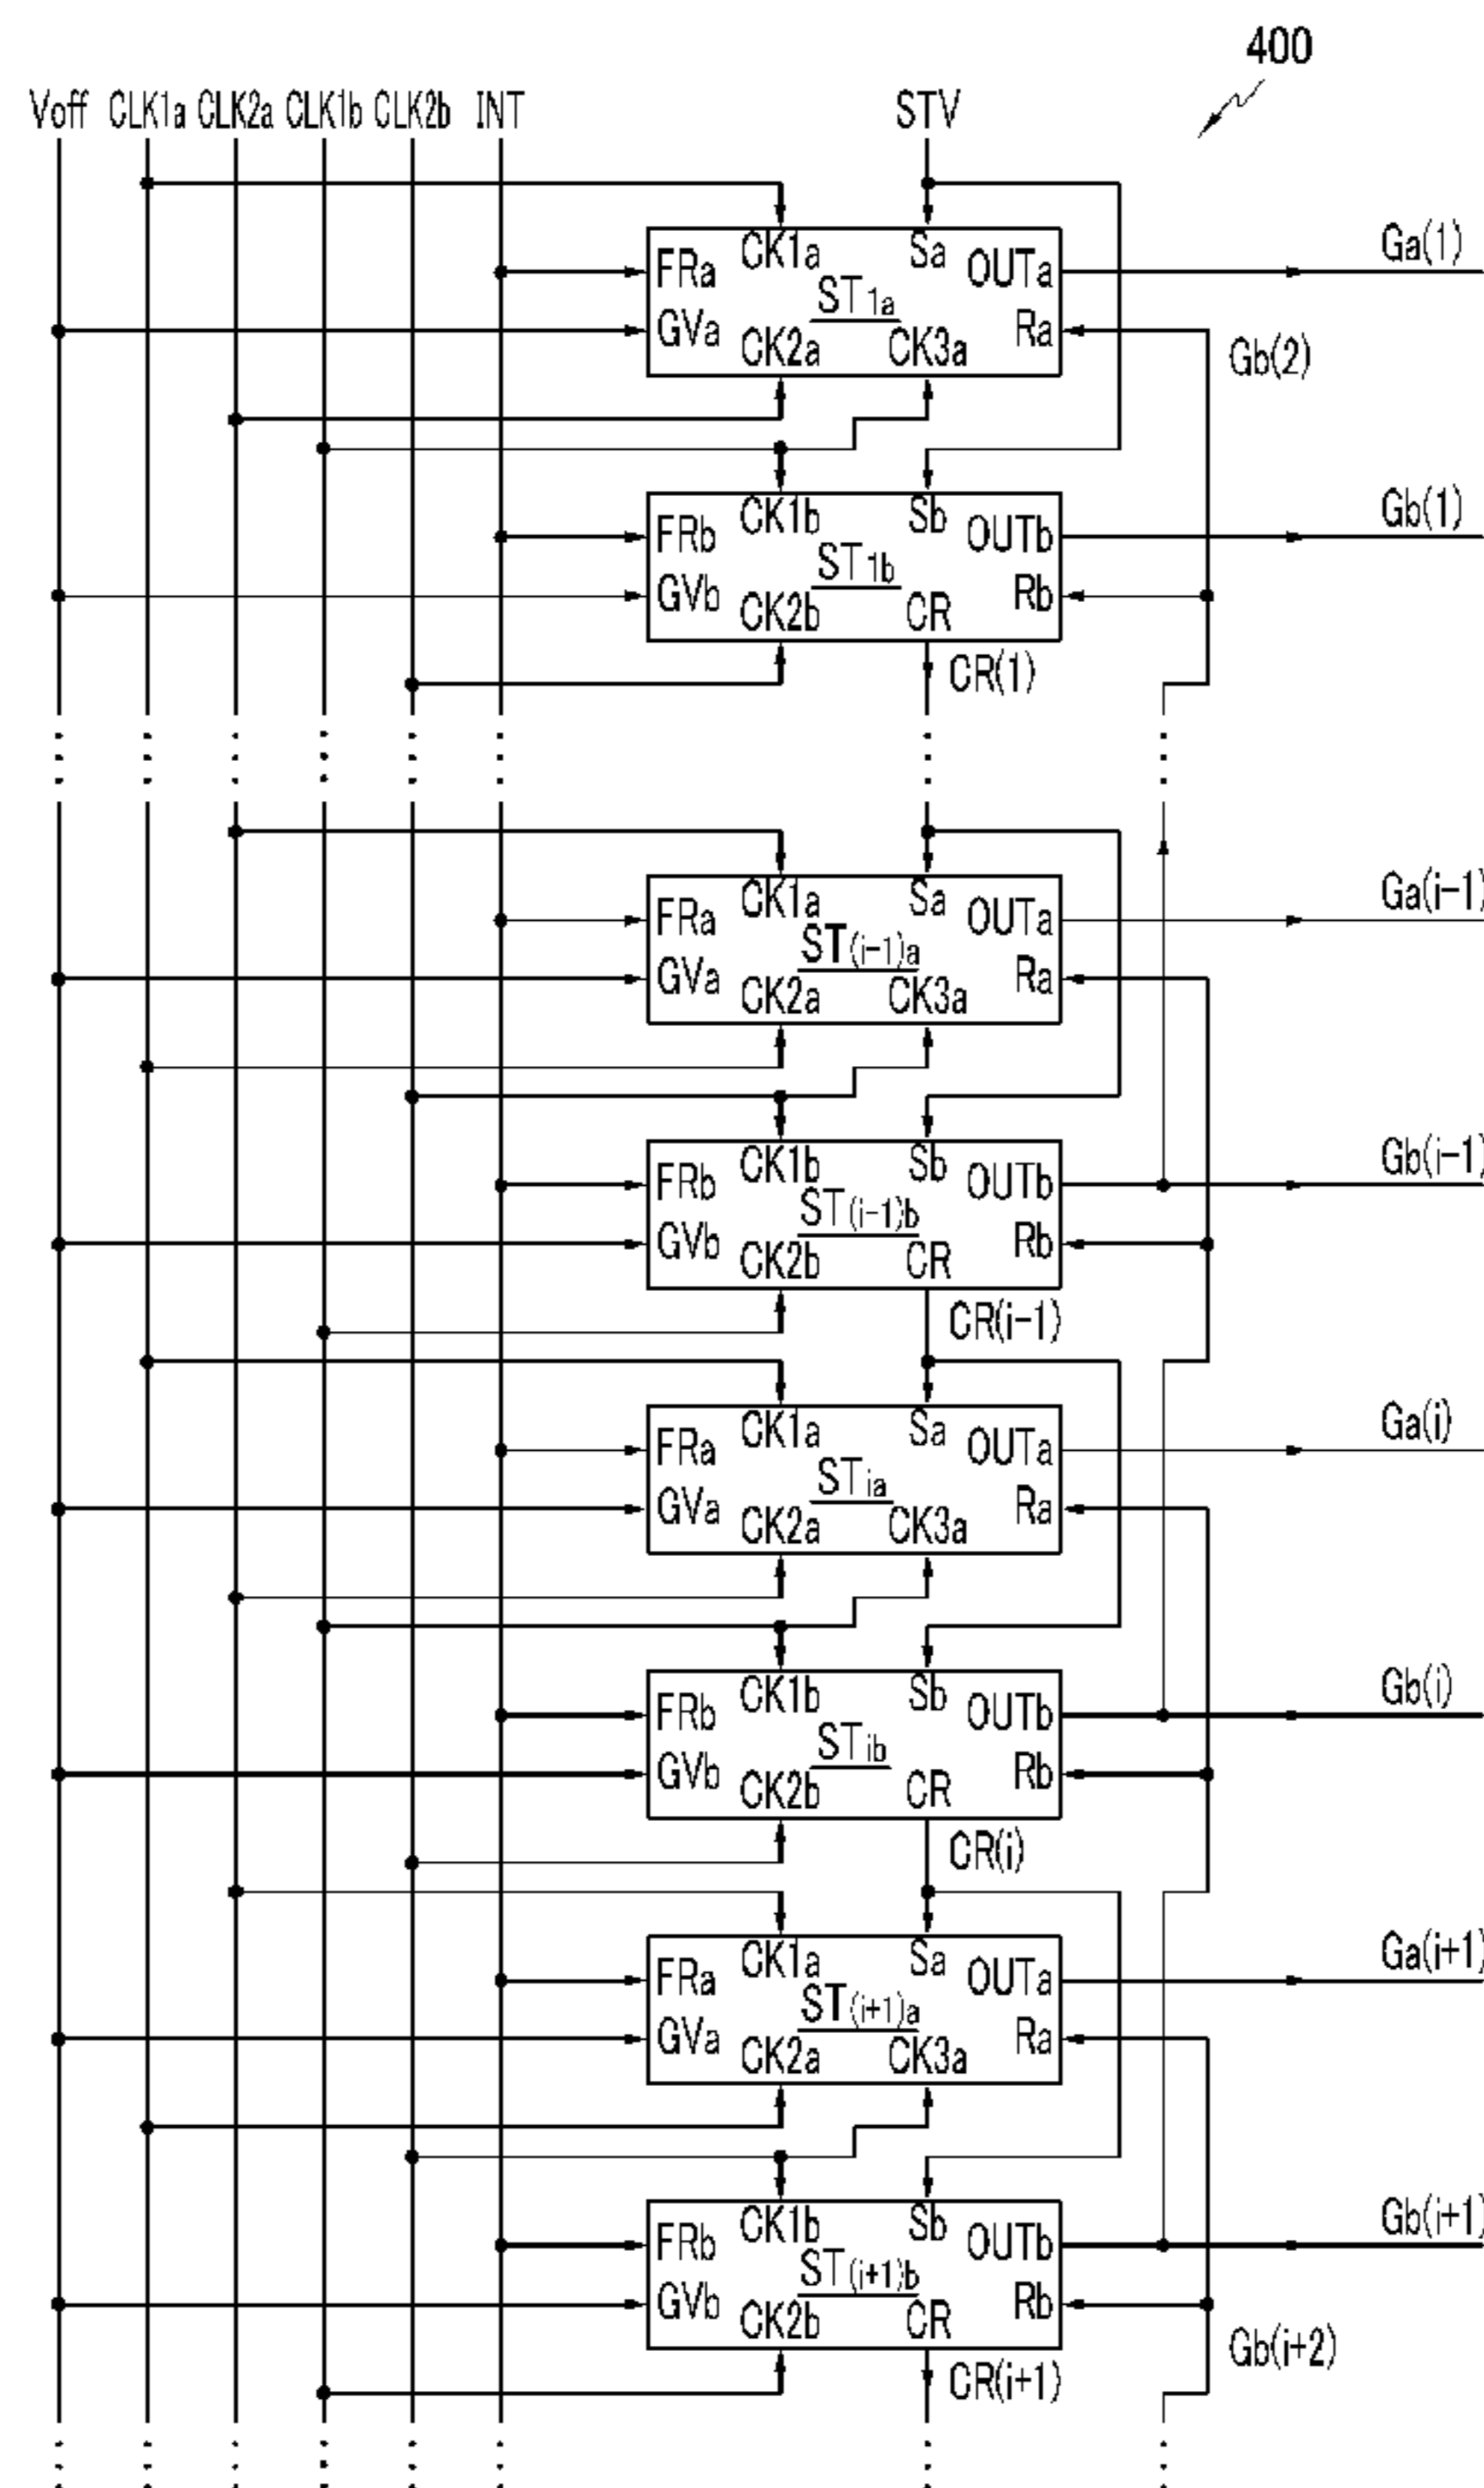 400
Voff CLK1a CLK2a CLK1b CLK2b INT STV
CK1a Sa
FRa OUTa Ga(1)
ST1a
GVa Ra
CK2a CK3a Gb(2)
CK1b Sb
FRb OUTb Gb(1)
ST1b
GVb Rb
CK2b CR
CR(1)
CK1a Sa
FRa OUTa Ga(i-1)
ST(i-1)a
GVa Ra
CK2a CK3a
CK1b Sb
FRb OUTb Gb(i-1)
ST(i-1)b
GVb Rb
CK2b CR
CR(i-1)
CK1a Sa
FRa OUTa Ga(i)
STia
GVa Ra
CK2a CK3a
CK1b Sb
FRb OUTb Gb(i)
STib
GVb Rb
CK2b CR
CR(i)
CK1a Sa
FRa OUTa Ga(i+1)
ST(i+1)a
GVa Ra
CK2a CK3a
CK1b Sb
FRb OUTb Gb(i+1)
ST(i+1)b
GVb Rb
CK2b CR Gb(i+2)
CR(i+1)